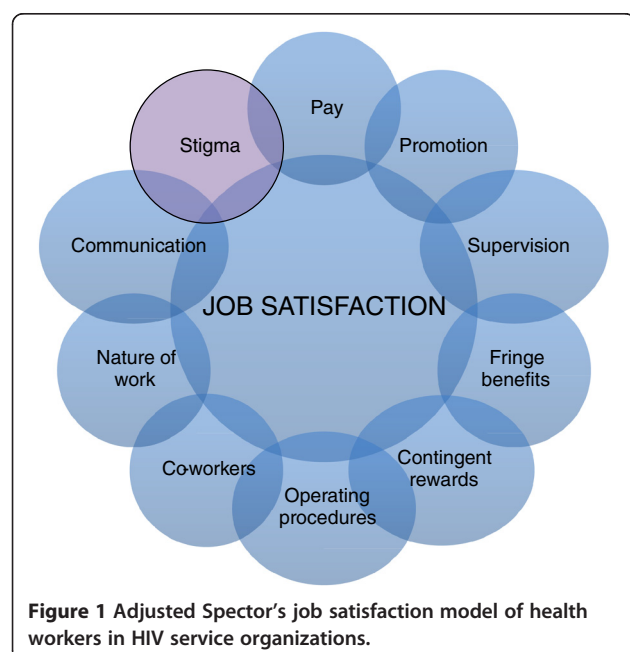 Pay
Stigma
Promotion
Communication
Supervision
JOB SATISFACTION
Nature of
work
Fringe
benefits
Co-workers
Contingent
rewards
Operating
procedures
Figure 1 Adjusted Spector's job satisfaction model of health
workers in HIV service organizations.